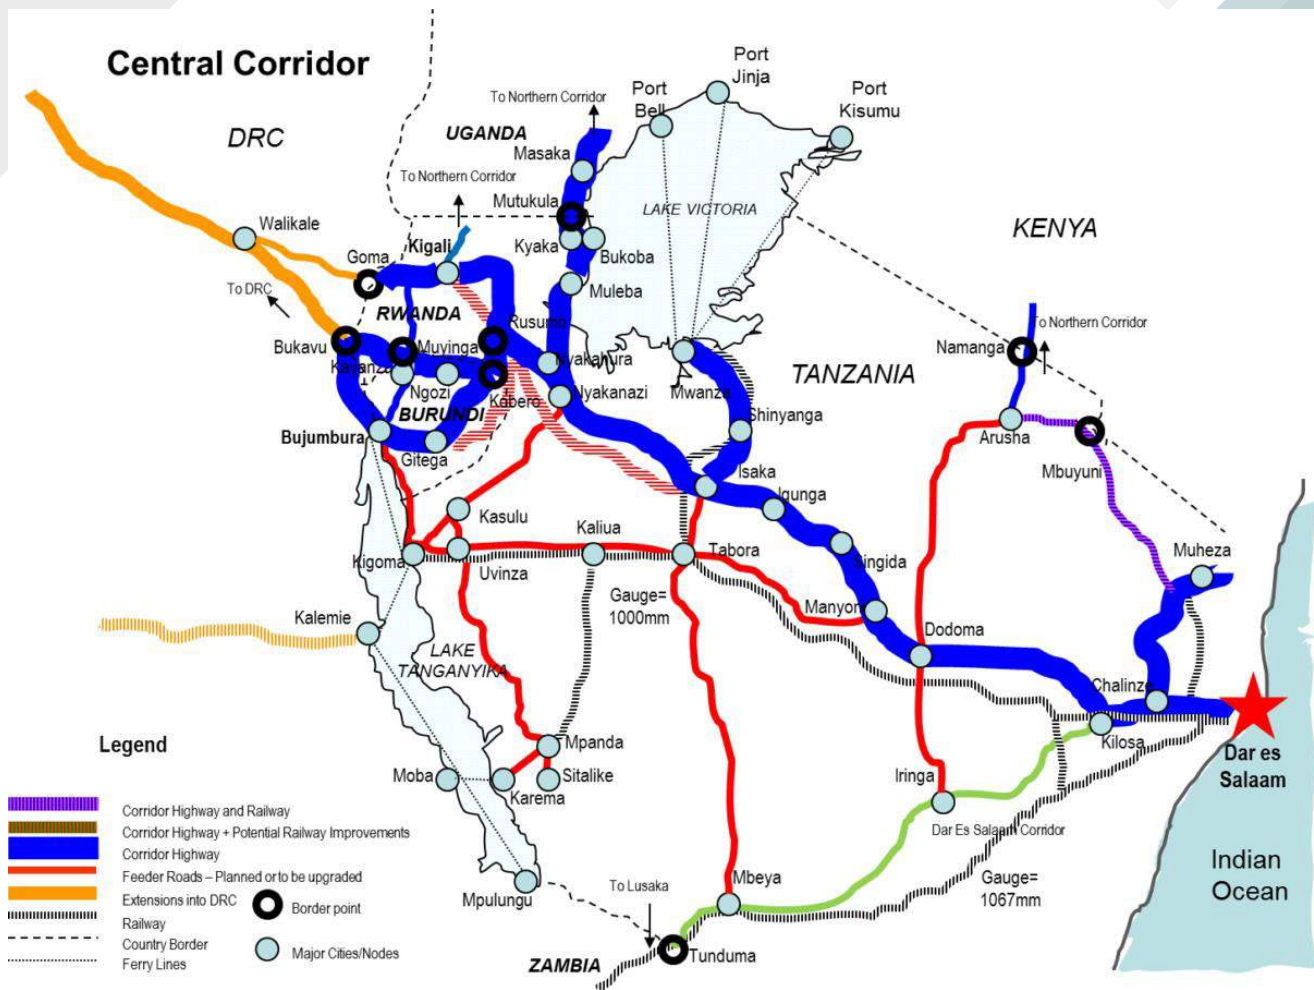 Central Corridor
DRC
UGANDA
To Northern Corridor
Port
Bell
Port
Jinja
Port
Kisumu
Masaka
To Northern Corridor
Mutukula
LAKE VICTORIA
KENYA
Walikale
Goma
Kigali
Kyaka
Bukoba
To DRC
Muleba
RWANDA
Rusumo
To Northern Corridor
Bukavu
Muyinga
Namanga
Kayanza
Nyakahura
Ngozi
Mwanza
TANZANIA
Kobero
Nyakanazi
BURUNDI
Shinyanga
Bujumbura
Arusha
Gitega
Mbuyuni
Isaka
Igunga
Kasulu
Kaliua
Kigoma
Uvinza
Tabora
Singida
Muheza
Gauge=
1000mm
Manyoni
Kalemie
Dodoma
LAKE
TANGANYIKA
Chalinze
Mpanda
Kilosa
Dar es
Salaam
Moba
Karema
Sitalike
Iringa
Dar Es Salaam Corridor
Indian
Ocean
Mpulungu
To Lusaka
Mbeya
Gauge=
1067mm
Tunduma
ZAMBIA
Legend
Corridor Highway and Railway
Corridor Highway + Potential Railway Improvements
Corridor Highway
Feeder Roads – Planned or to be upgraded
Extensions into DRC
Railway
Country Border
Ferry Lines
Border point
Major Cities/Nodes